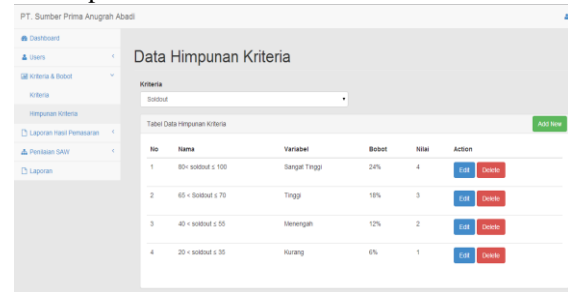 PT. Sumber Prima Anugrah Abadi
Dashboard
Users
Kriteria & Bobot
Kriteria
Himpunan Kriteria
Laporan Hasil Pemasaran
Penilaian SAW
Laporan
Data Himpunan Kriteria
Kriteria
Soldout
Tabel Data Himpunan Kriteria
Add New
No Nama Variabel Bobot Nilai Action
1 80< soldout ≤ 100 Sangat Tinggi 24% 4 Edit Delete
2 65 < Soldout ≤ 70 Tinggi 18% 3 Edit Delete
3 40 < soldout ≤ 55 Menengah 12% 2 Edit Delete
4 20 < soldout ≤ 35 Kurang 6% 1 Edit Delete